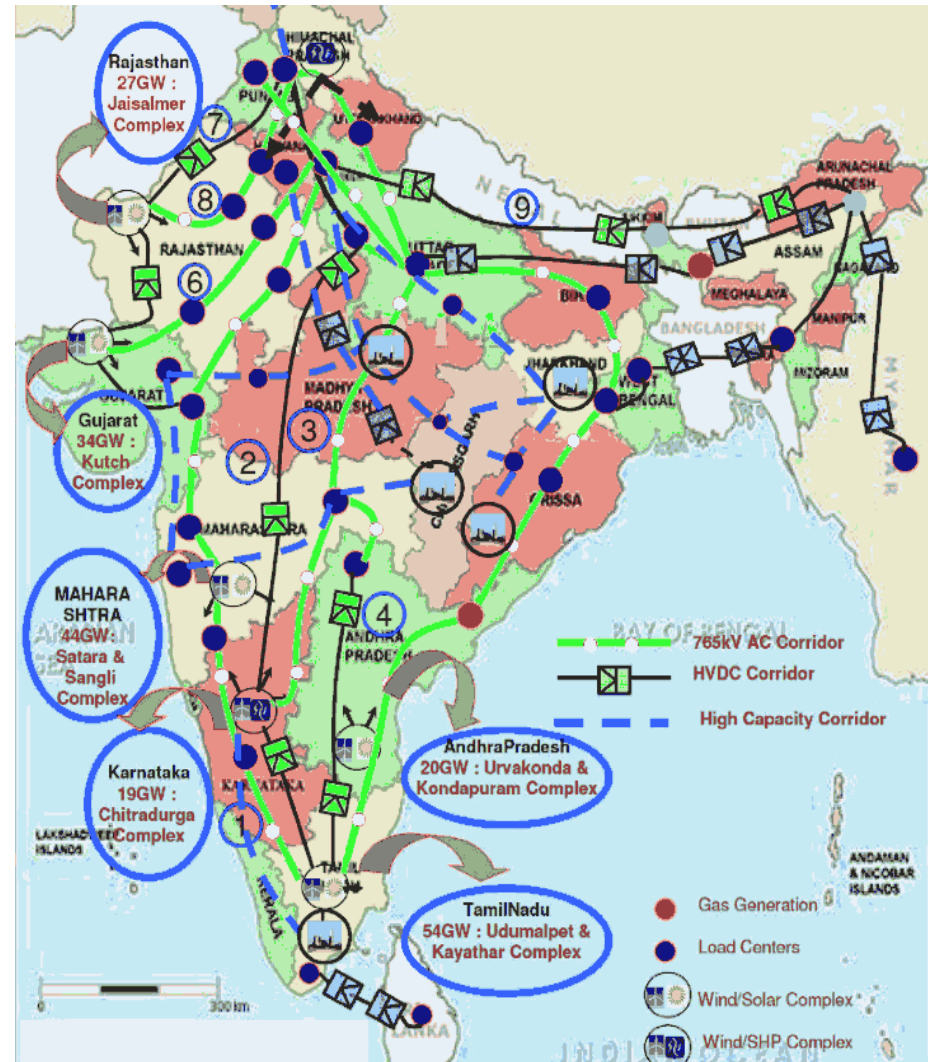 HIMACHAL
PRADESH
Rajasthan
27GW :
Jaisalmer
Complex
PUNJAB
UTTARAKHAND
7
8
RAJASTHAN
6
NEPAL
9
SIKKIM
BHUTAN
ARUNACHAL
PRADESH
ASSAM
NAGALAND
UTTAR
BIHAR
MEGHALAYA
MANIPUR
BANGLADESH
MIZORAM
GUJARAT
MADHYA
PRADESH
JHARKHAND
WEST
BENGAL
Gujarat
34GW :
Kutch
Complex
2
3
ORISSA
MAHARASHTRA
MAHARA
SHTRA
44GW :
Satara &
Sangli
Complex
4
ANDHRA
PRADESH
BAY OF BENGAL
765kV AC Corridor
HVDC Corridor
High Capacity Corridor
Karnataka
19GW :
Chitradurga
Complex
KARNATAKA
AndhraPradesh
20GW : Urvakonda &
Kondapuram Complex
1
LAKSHADWEEP
ISLANDS
KERALA
TAMIL
ANDAMAN
& NICOBAR
ISLANDS
TamilNadu
54GW : Udumalpet &
Kayathar Complex
Gas Generation
Load Centers
Wind/Solar Complex
Wind/SHP Complex
0
300 km
LANKA